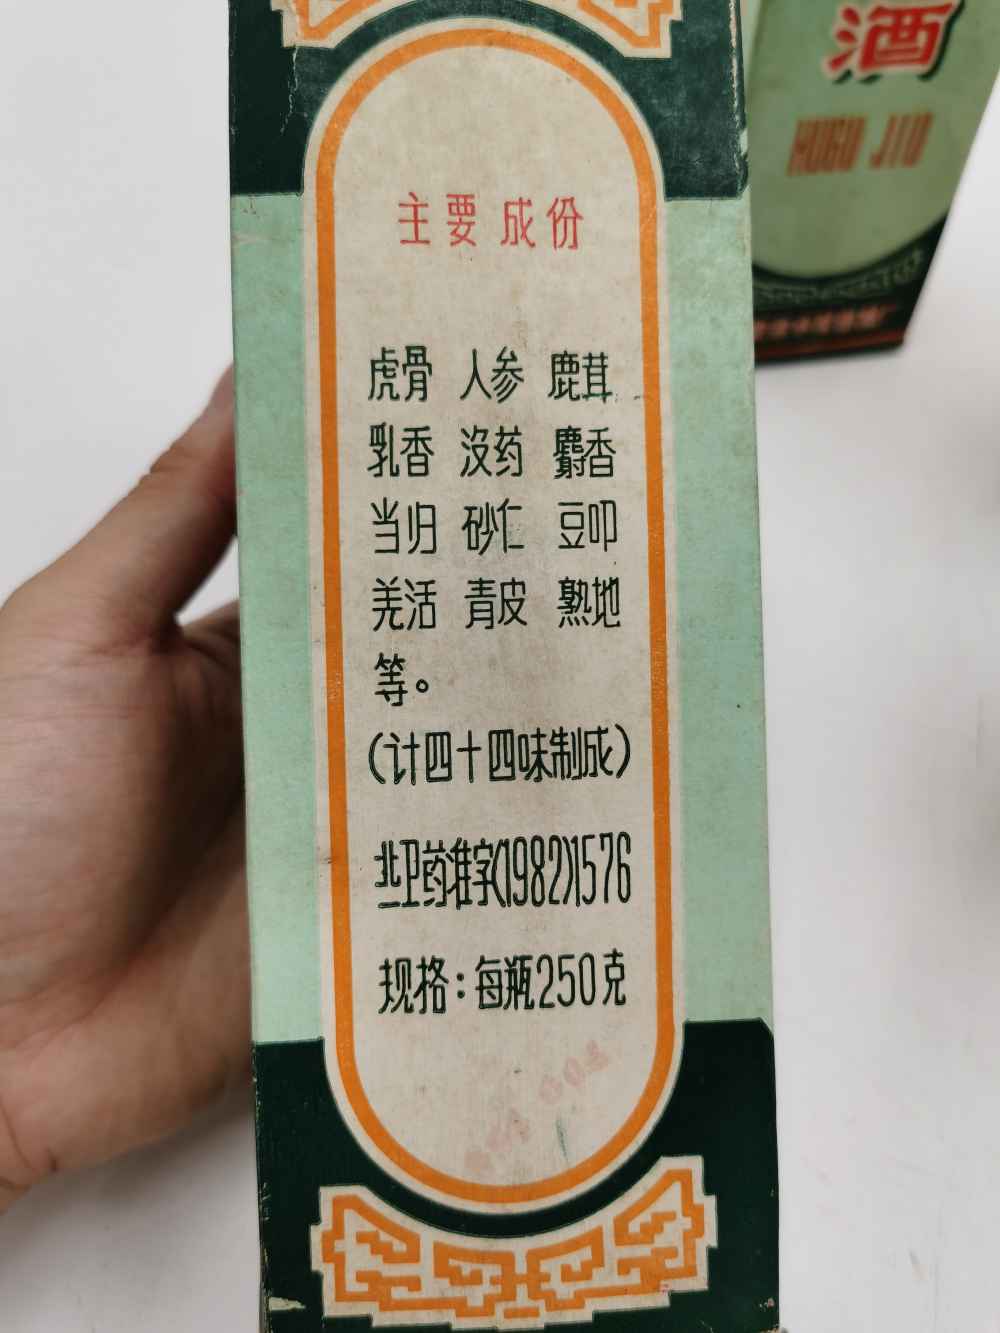 主要成份
虎骨 人参 鹿茸
乳香 没药 麝香
当归 砂仁 豆叩
羌活 青皮 熟地
等。
(计四十四味制成)
北卫药准字(1982)1576
规格:每瓶250克
酒
HUGU JIU